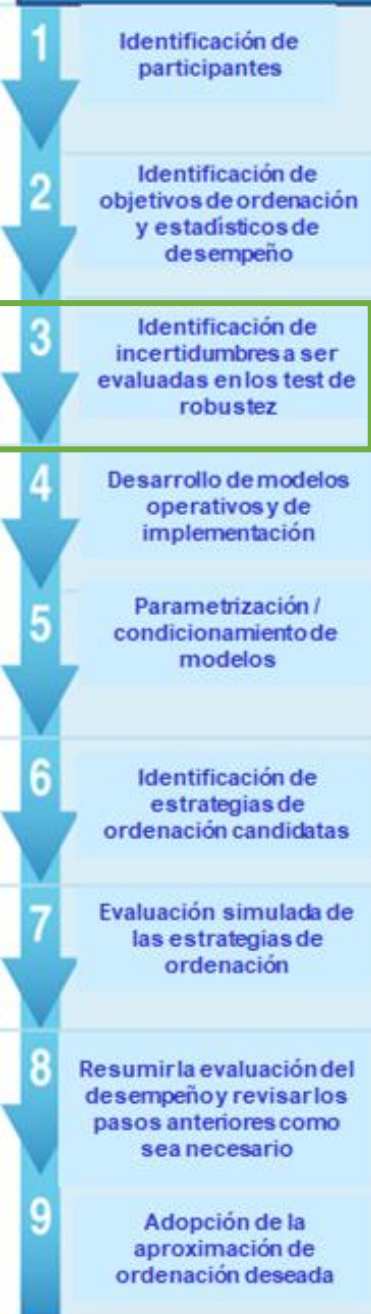 1
Identificación de
participantes
2
Identificación de
objetivos de ordenación
y estadísticos de
desempeño
3
Identificación de
incertidumbres a ser
evaluadas en los test de
robustez
4
Desarrollo de modelos
operativos y de
implementación
5
Parametrización /
condicionamiento de
modelos
6
Identificación de
estrategias de
ordenación candidatas
7
Evaluación simulada de
las estrategias de
ordenación
8
Resumir la evaluación del
desempeño y revisar los
pasos anteriores como
sea necesario
9
Adopción de la
aproximación de
ordenación deseada